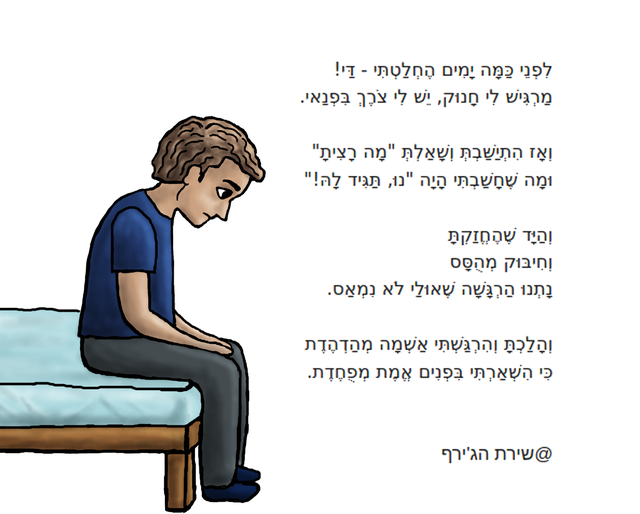 לִפְנֵי כַּמָּה יָמִים הֶחְלַטְתִּי - דַּי!
מַרְגִּישׁ לִי חָנוּק, יֵשׁ לִי צֹרֶךְ בִּפְנַאי.
וְאָז הִתְיַשַּׁבְתְּ וְשָׁאַלְתְּ "מָה רָצִיתָ"
וּמָה שֶׁחָשַׁבְתִּי הָיָה "נוּ, תַּגִּיד לָהּ!"
וְהַיָּד שֶׁהֶחֱזַקְתָּ
וְחִיבּוּק מְהֻסָּס
נָתְנוּ הַרְגָּשָׁה שֶׁאוּלַי לֹא נִמְאַס.
וְהָלַכְתָּ וְהִרְגַּשְׁתִּי אַשְׁמָה מְהַדְהֶדֶת
כִּי הִשְׁאַרְתִּי בִּפְנִים אֱמֶת מְפֻחֶדֶת.
@שירת הג'ירף